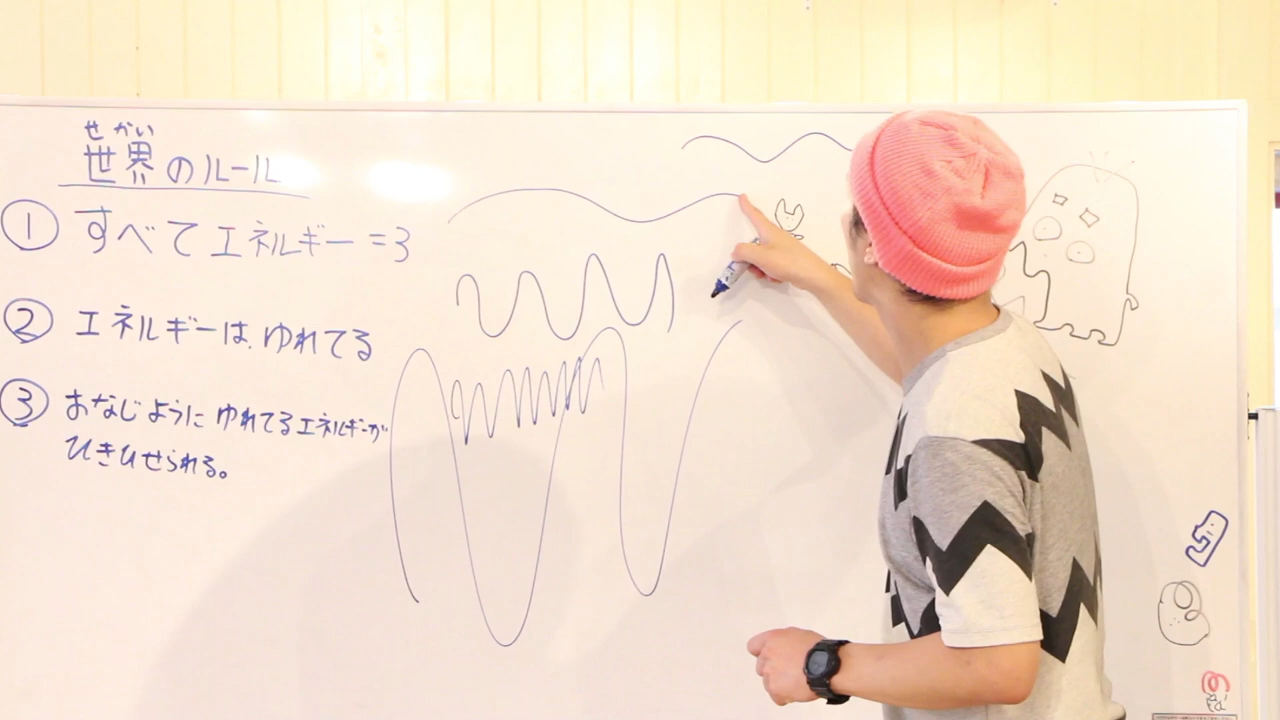 せかい
世界のルール
① すべてエネルギー=3
② エネルギーは、ゆれてる
③ おなじように ゆれてるエネルギーが
ひきひせられる。